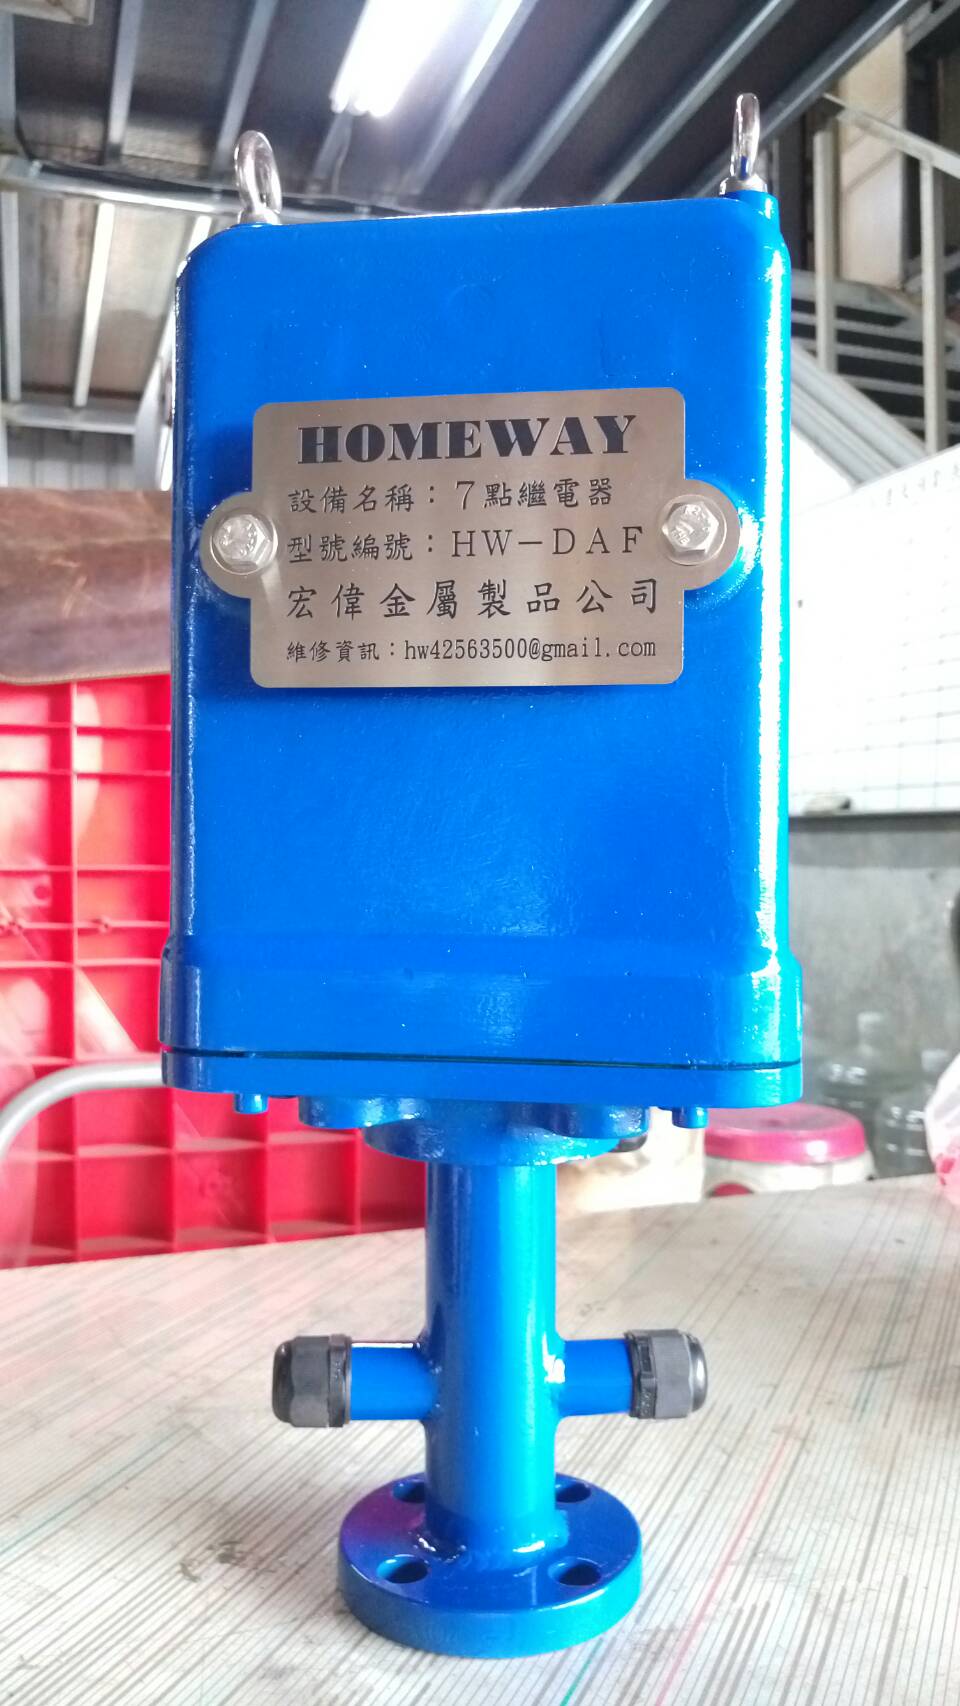 HOMEWAY
設備名稱：7點繼電器
型號編號：HW-DAF
宏偉金屬製品公司
維修資訊：hw42563500@gmail.com